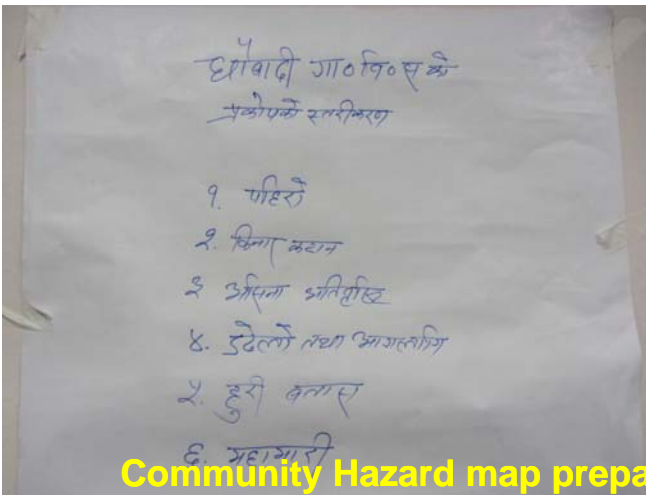 धौवादी गा०वि०स को
प्रकोपको स्तरीकरण
१. पहिरो
२. किनार कटान
३ असिना अतिवृष्टि
४. डढेलो तथा आगलागि
५. हुरी बतास
६. महामारी
Community Hazard map prepa